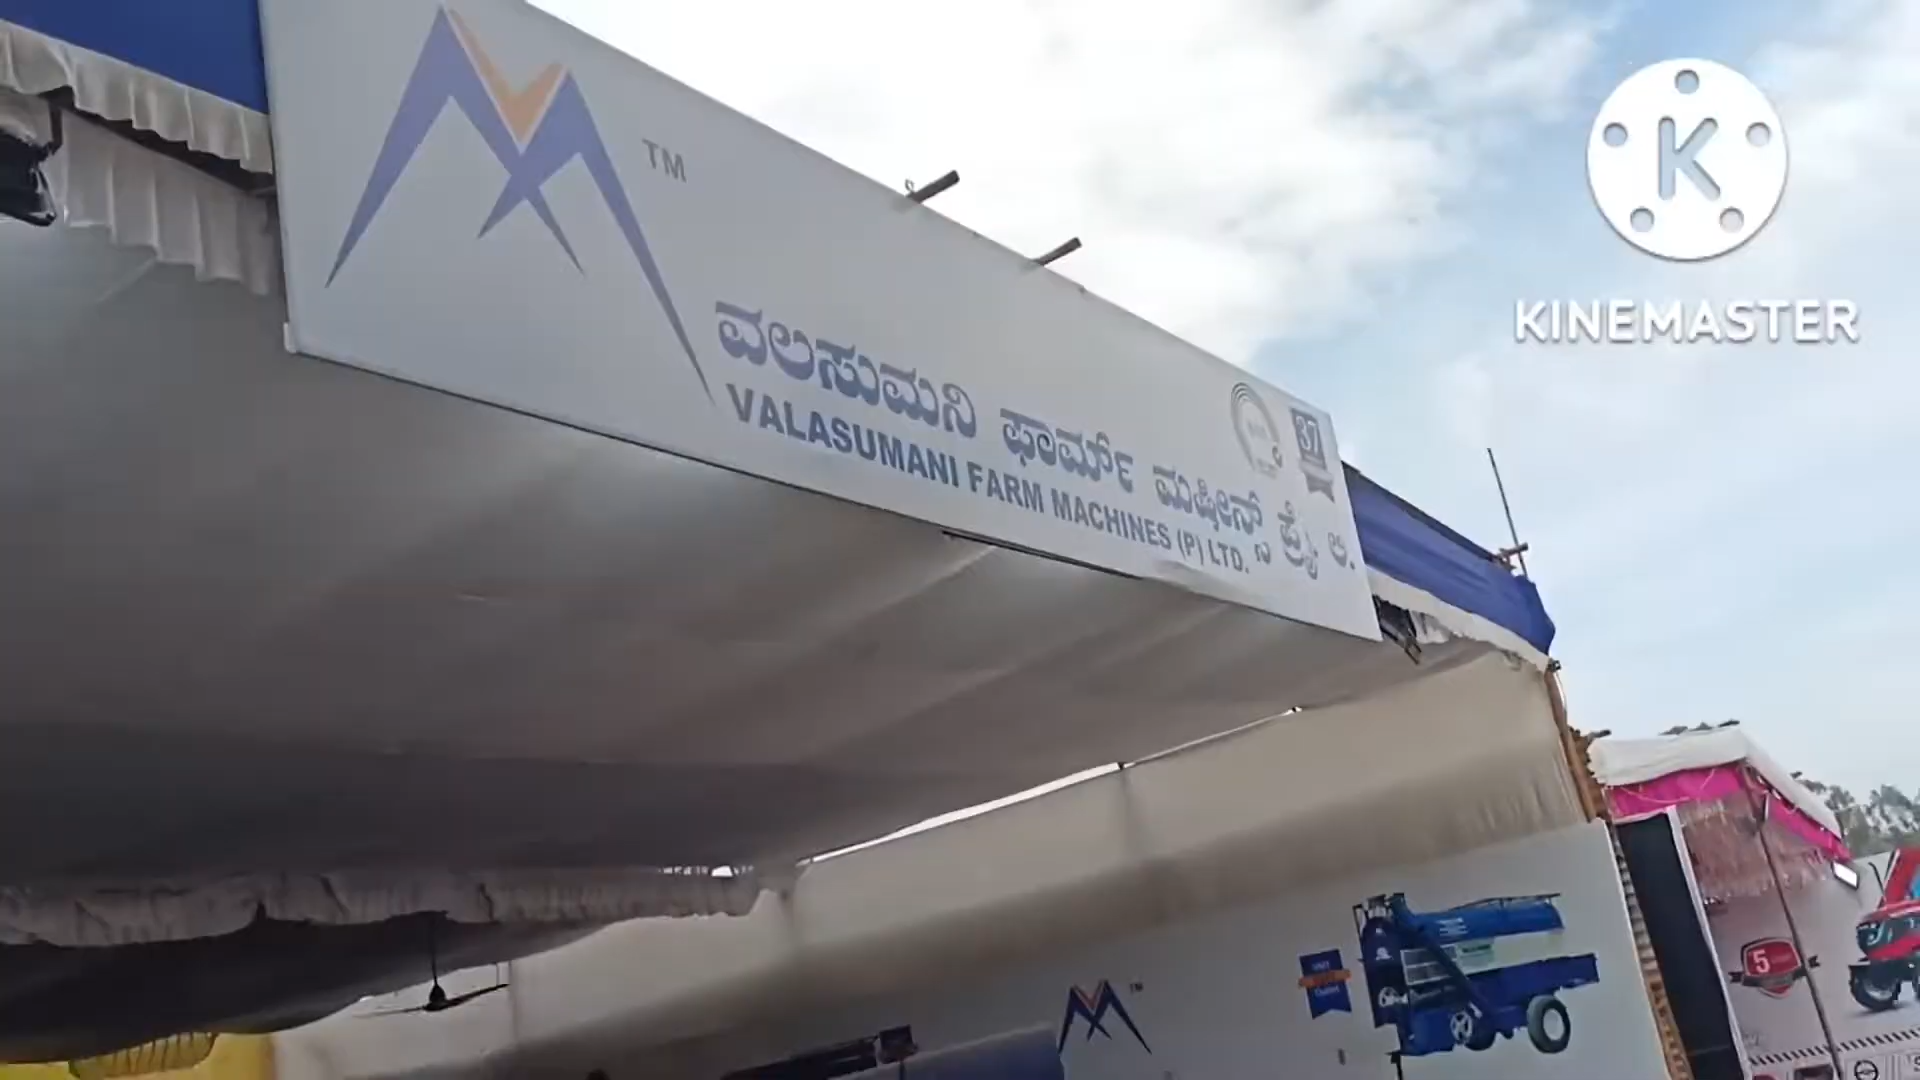 TM
ವಲಸುಮನಿ ಫಾರ್ಮ್ ಮಷೀನ್ಸ್ ಪ್ರೈ. ಲಿ.
VALASUMANI FARM MACHINES (P) LTD.
37
K
KINEMASTER
TM
5